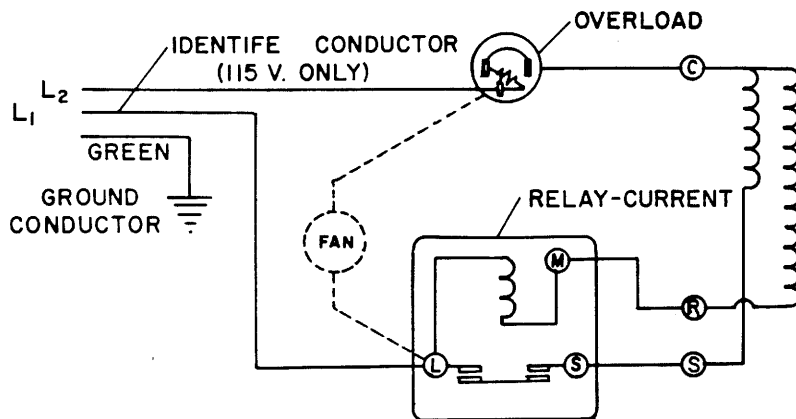 OVERLOAD
IDENTIFE CONDUCTOR
(115 V. ONLY)
L2
L1
C
GREEN
GROUND
CONDUCTOR
RELAY-CURRENT
FAN
M
R
L
S
S